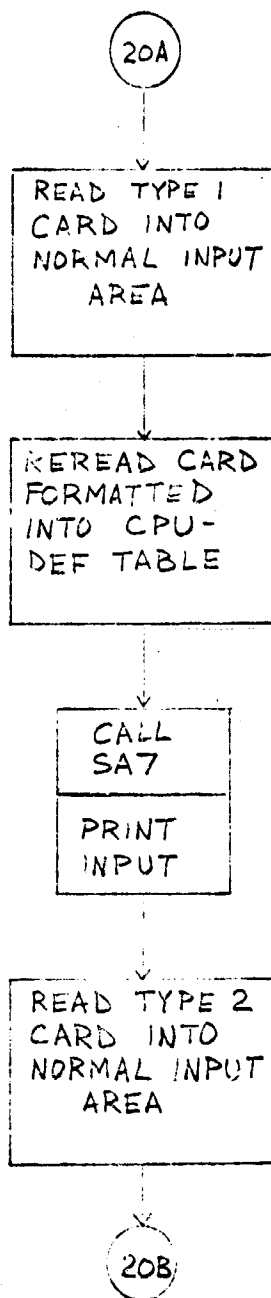 20A
READ TYPE 1
CARD INTO
NORMAL INPUT
AREA
REREAD CARD
FORMATTED
INTO CPU-
DEF TABLE
CALL
SA7
PRINT
INPUT
READ TYPE 2
CARD INTO
NORMAL INPUT
AREA
20B